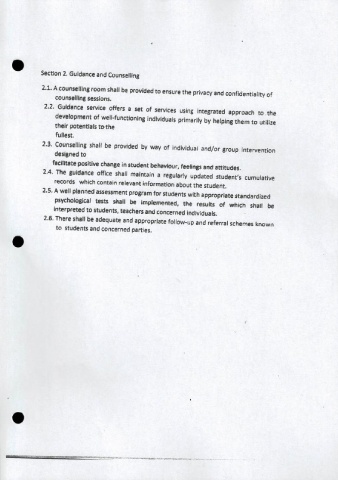 Section 2. Guidance and Counselling
2.1. A counselling room shall be provided to ensure the privacy and confidentiality of
counselling sessions.
2.2. Guidance service offers a set of services using integrated approach to the
development of well-functioning individuals primarily by helping them to utilize
their potentials to the
fullest.
2.3. Counselling shall be provided by way of individual and/or group intervention
designed to
facilitate positive change in student behaviour, feelings and attitudes.
2.4. The guidance office shall maintain a regularly updated student's cumulative
records which contain relevant information about the student.
2.5. A well planned assessment program for students with appropriate standardized
psychological tests shall be implemented, the results of which shall be
interpreted to students, teachers and concerned individuals.
2.6. There shall be adequate and appropriate follow-up and referral schemes known
to students and concerned parties.